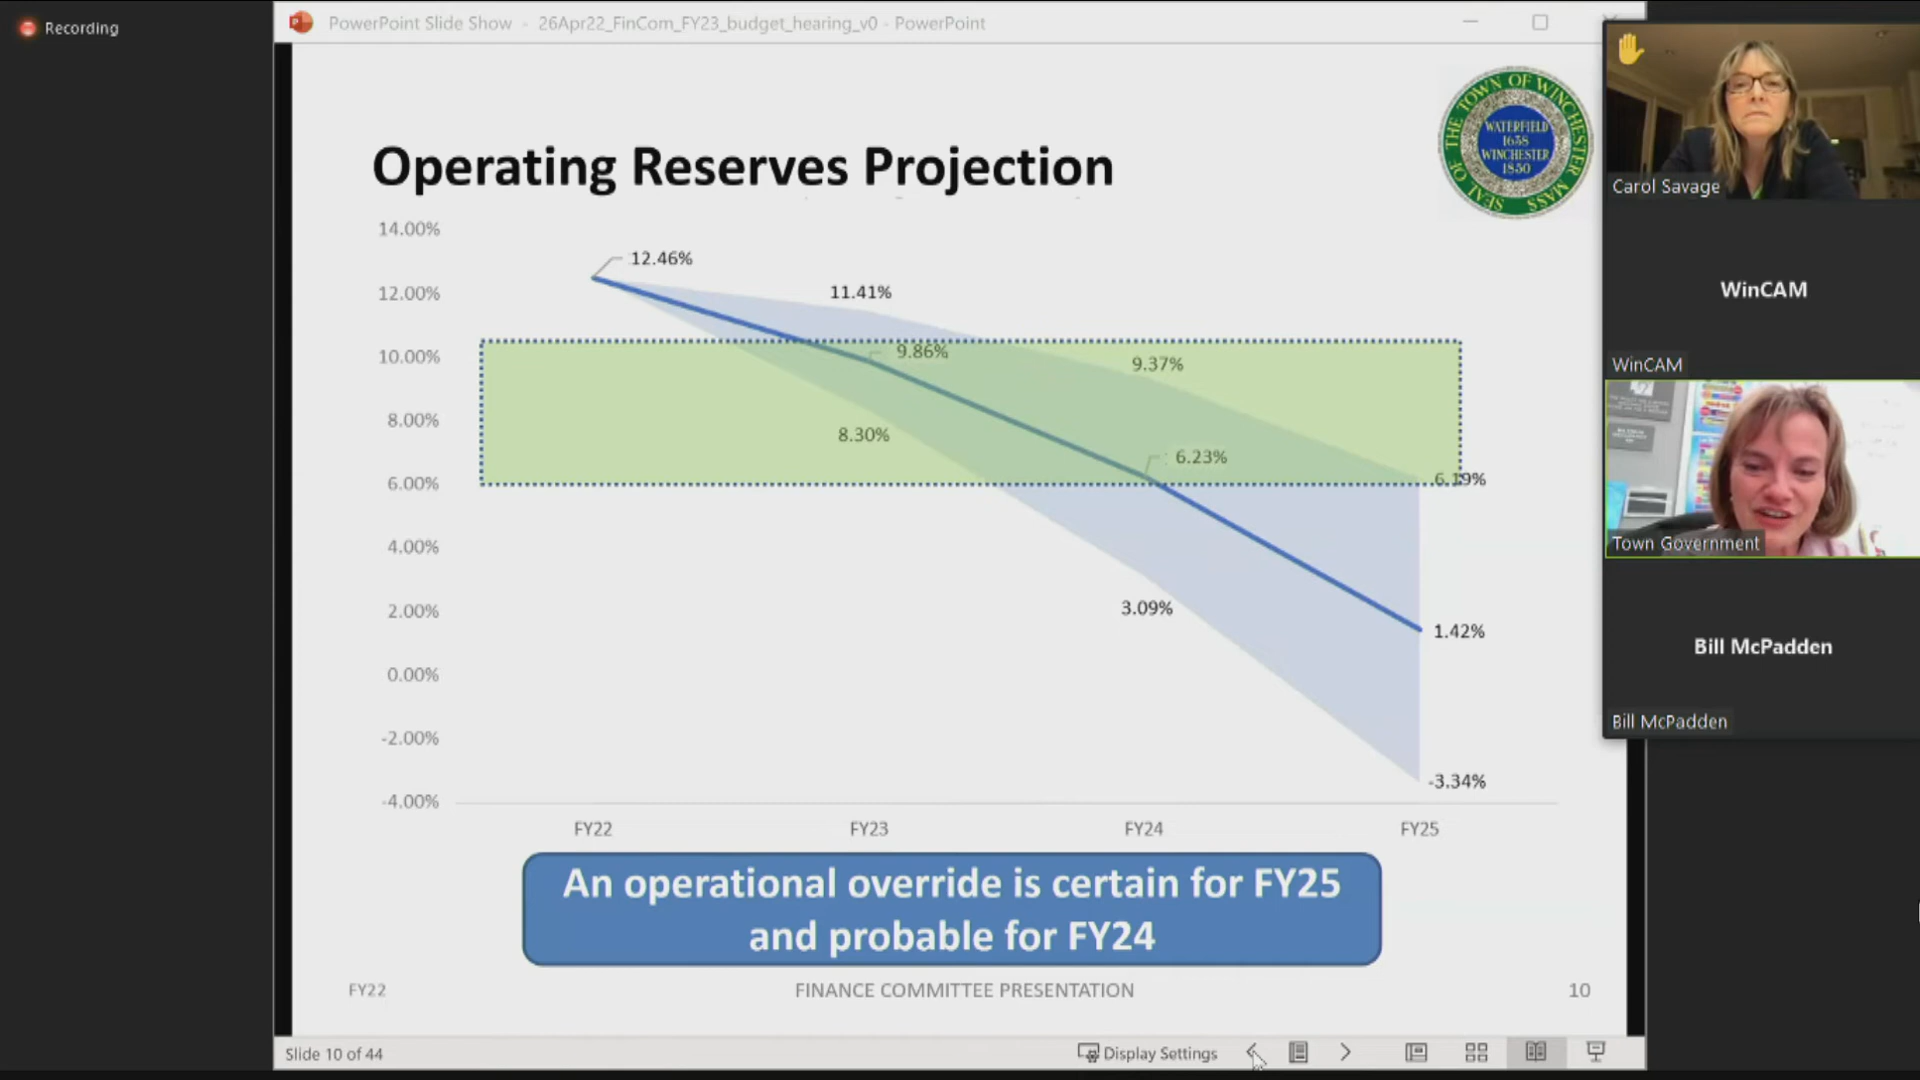 Recording
PowerPoint Slide Show - 26Apr22_FinCom_FY23_budget_hearing_v0 - PowerPoint
Operating Reserves Projection
SEAL OF THE TOWN OF WINCHESTER MASS
WATERFIELD
1638
WINCHESTER
1850
14.00%
12.00%
10.00%
8.00%
6.00%
4.00%
2.00%
0.00%
-2.00%
-4.00%
12.46%
11.41%
9.86%
9.37%
8.30%
6.23%
6.19%
3.09%
1.42%
-3.34%
FY22
FY23
FY24
FY25
An operational override is certain for FY25
and probable for FY24
FY22
FINANCE COMMITTEE PRESENTATION
10
Slide 10 of 44
Display Settings
Carol Savage
WinCAM
WinCAM
Town Government
Bill McPadden
Bill McPadden